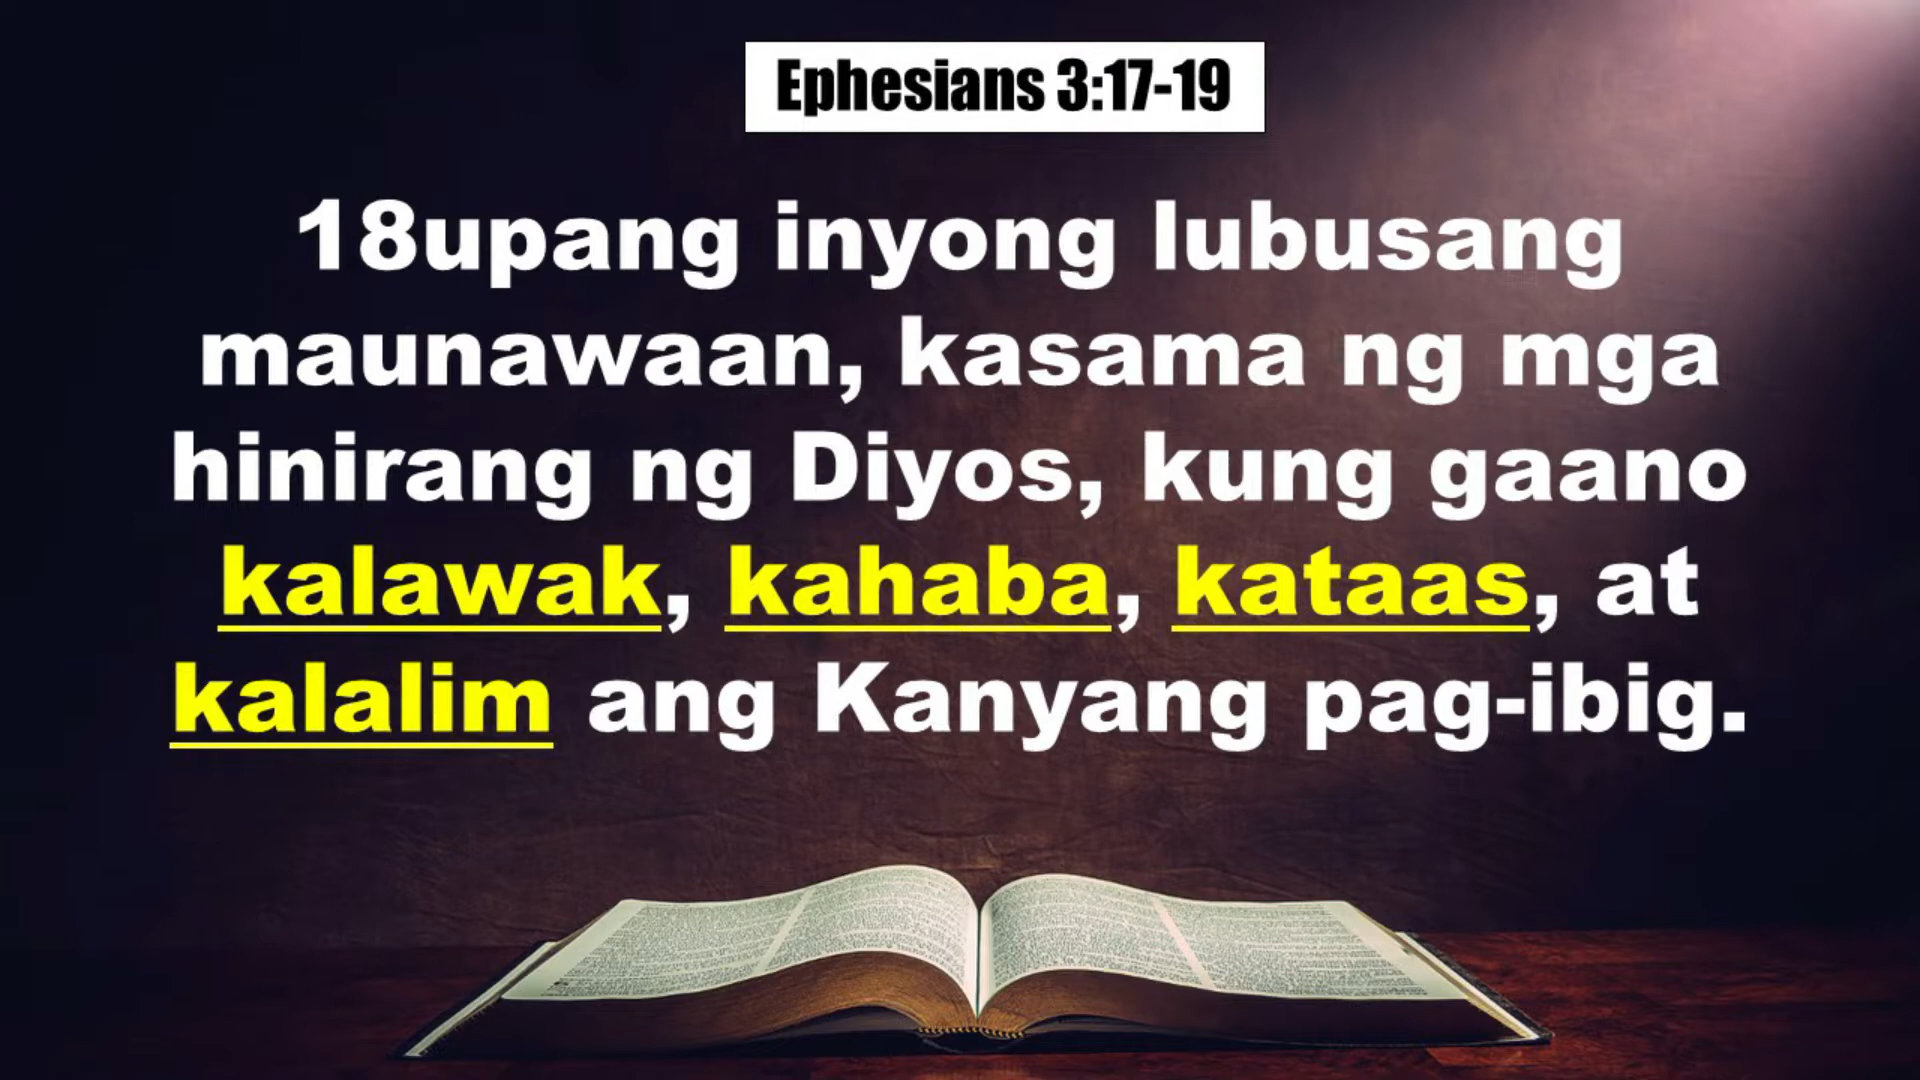 Ephesians 3:17-19
18upang inyong lubusang
maunawaan, kasama ng mga
hinirang ng Diyos, kung gaano
kalawak, kahaba, kataas, at
kalalim ang Kanyang pag-ibig.